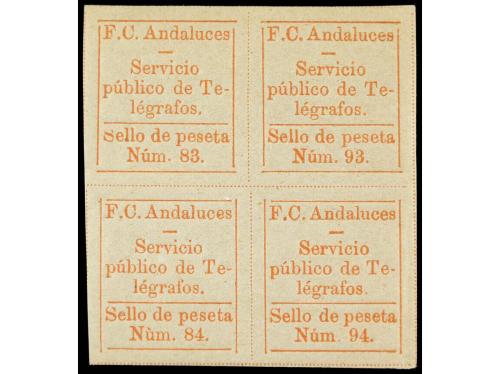 F.C. Andaluces
Servicio
público de Te-
légrafos.
Sello de peseta
Núm. 83.
F.C. Andaluces
Servicio
público de Te-
légrafos.
Sello de peseta
Núm. 93.
F.C. Andaluces
Servicio
público de Te-
légrafos.
Sello de peseta
Nùm. 84.
F.C. Andaluces
Servicio
público de Te-
légrafos.
Sello de peseta
Núm. 94.